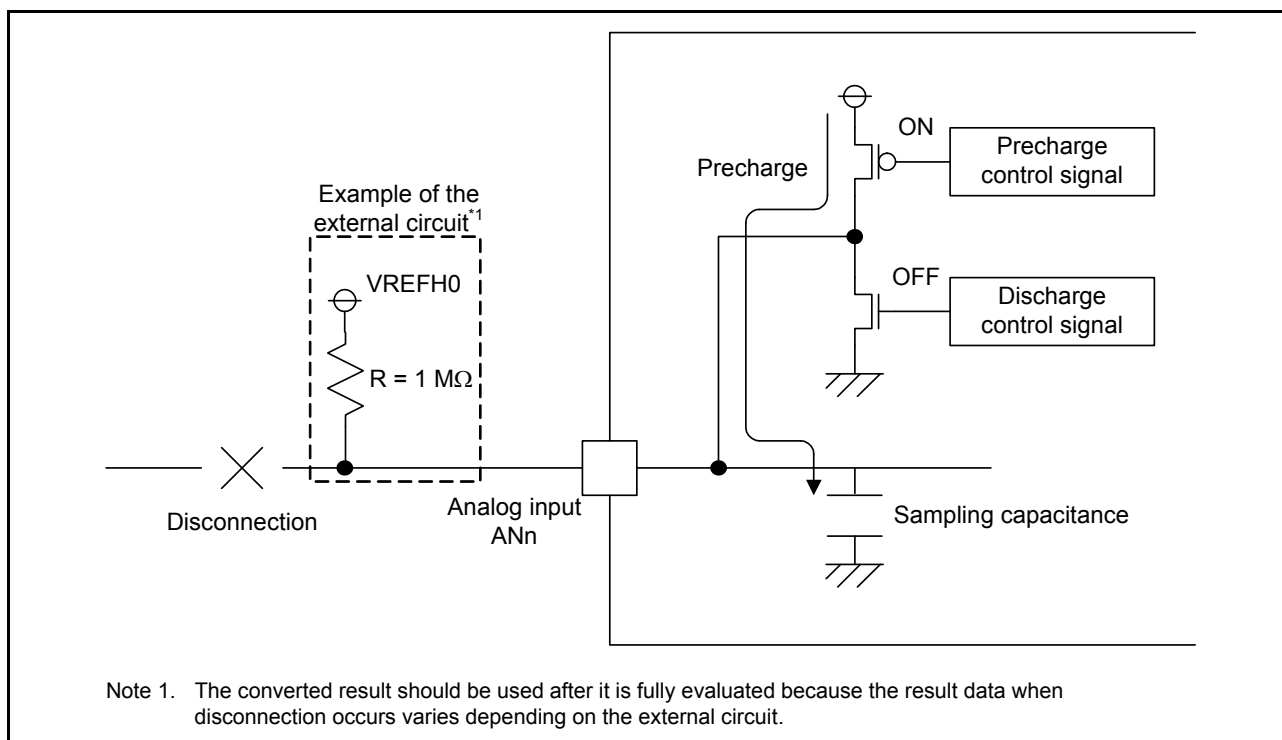 ON
Precharge
control signal
Precharge
Example of the
external circuit*1
VREFH0
OFF
Discharge
control signal
R = 1 MΩ
Disconnection
Analog input
ANn
Sampling capacitance
Note 1. The converted result should be used after it is fully evaluated because the result data when
disconnection occurs varies depending on the external circuit.